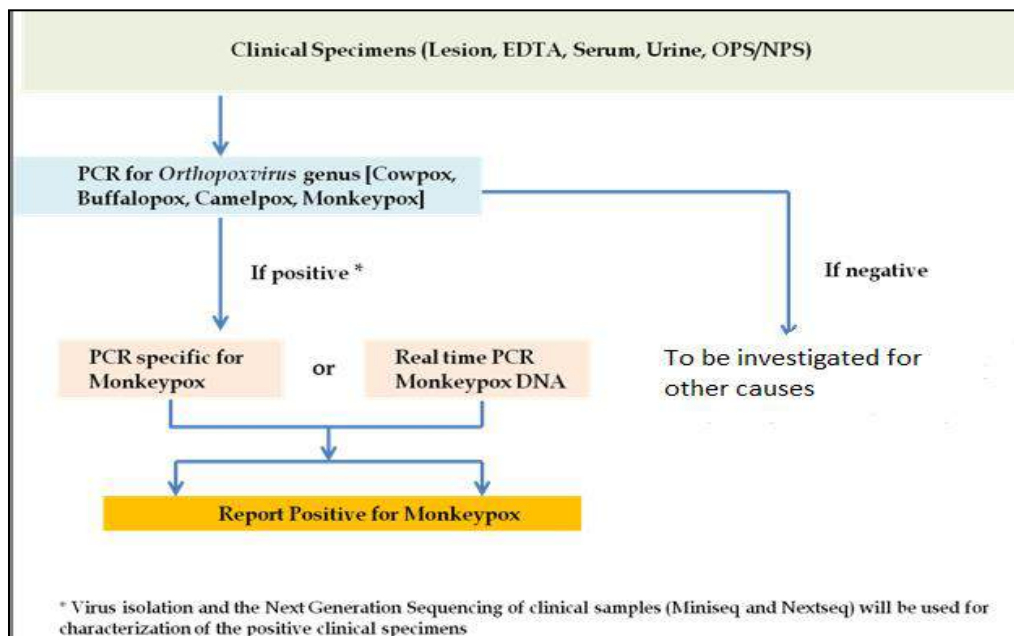 Clinical Specimens (Lesion, EDTA, Serum, Urine, OPS/NPS)
PCR for Orthopoxvirus genus [Cowpox,
Buffalopox, Camelpox, Monkeypox]
If positive *
If negative
PCR specific for
Monkeypox
or
Real time PCR
Monkeypox DNA
To be investigated for
other causes
Report Positive for Monkeypox
* Virus isolation and the Next Generation Sequencing of clinical samples (Miniseq and Nextseq) will be used for
characterization of the positive clinical specimens